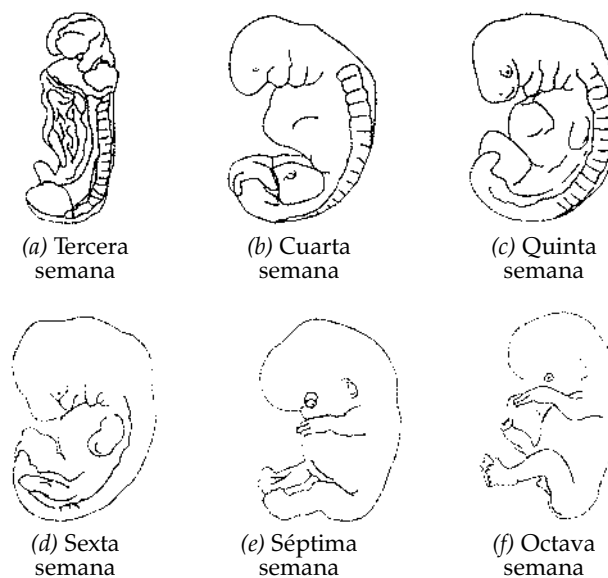 (a) Tercera
semana
(b) Cuarta
semana
(c) Quinta
semana
(d) Sexta
semana
(e) Séptima
semana
(f) Octava
semana